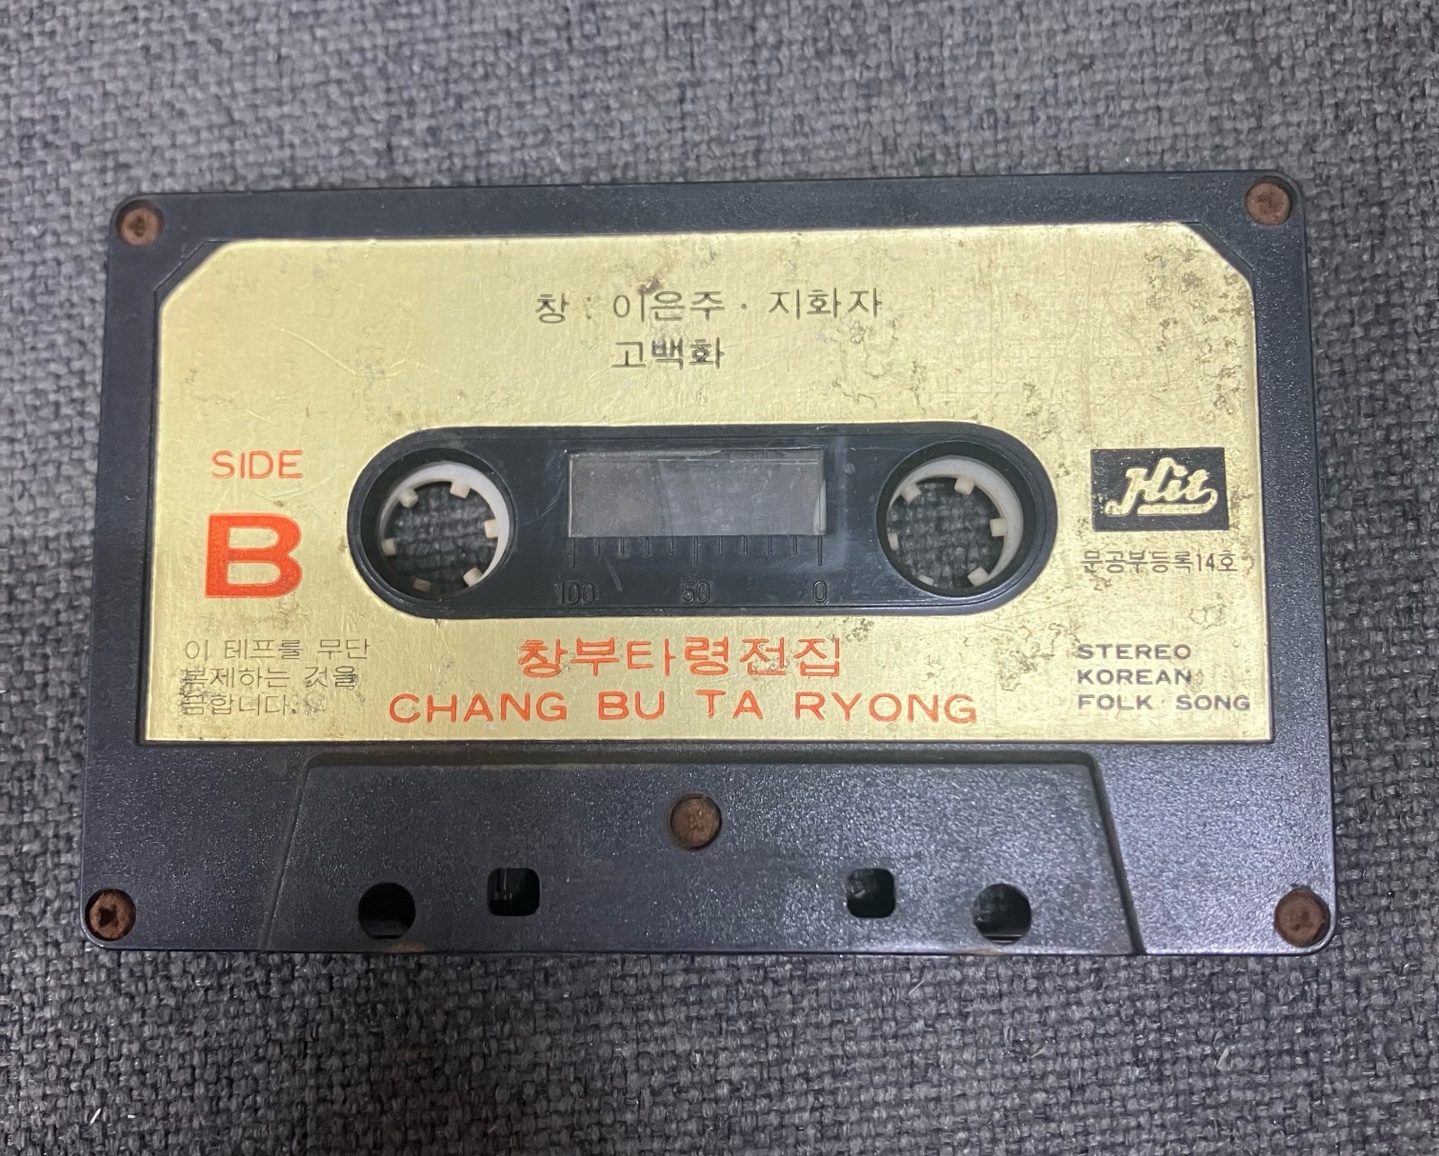 창 : 이은주 · 지화자
고백화
SIDE
B
Hit
문공부등록14호
100 50 0
이 테프를 무단
복제하는 것을
금합니다.
창부타령전집
CHANG BU TA RYONG
STEREO
KOREAN
FOLK SONG